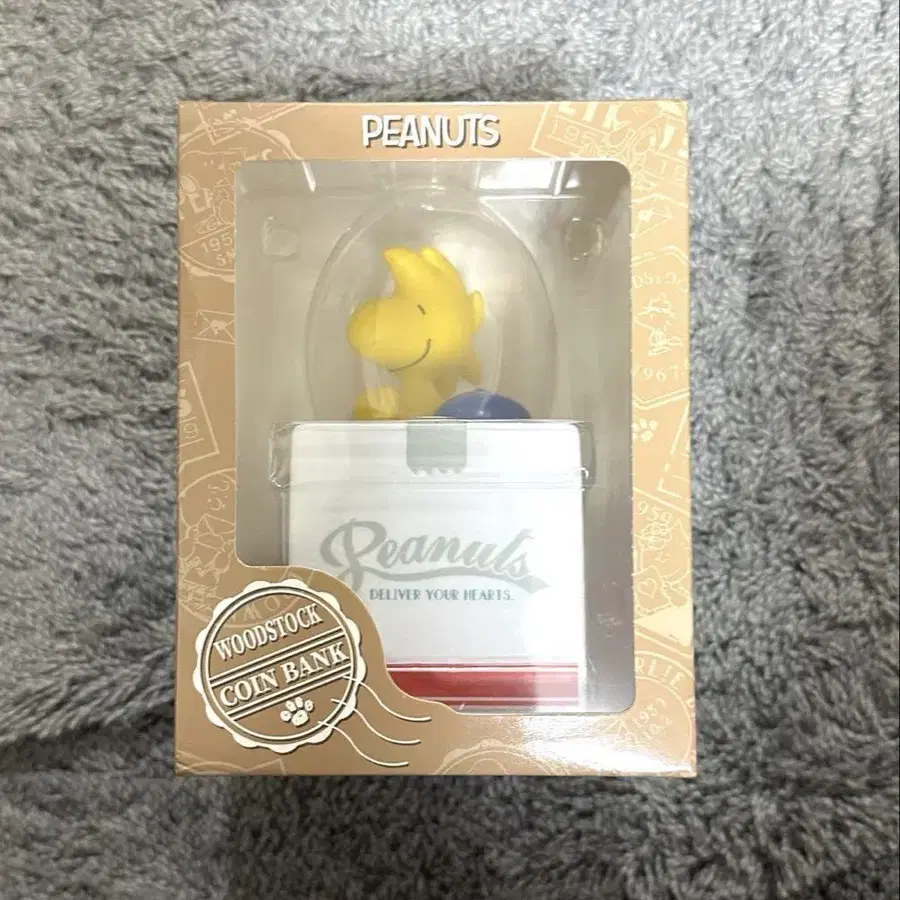 PEANUTS
Peanuts
DELIVER YOUR HEARTS.
WOODSTOCK
COIN BANK